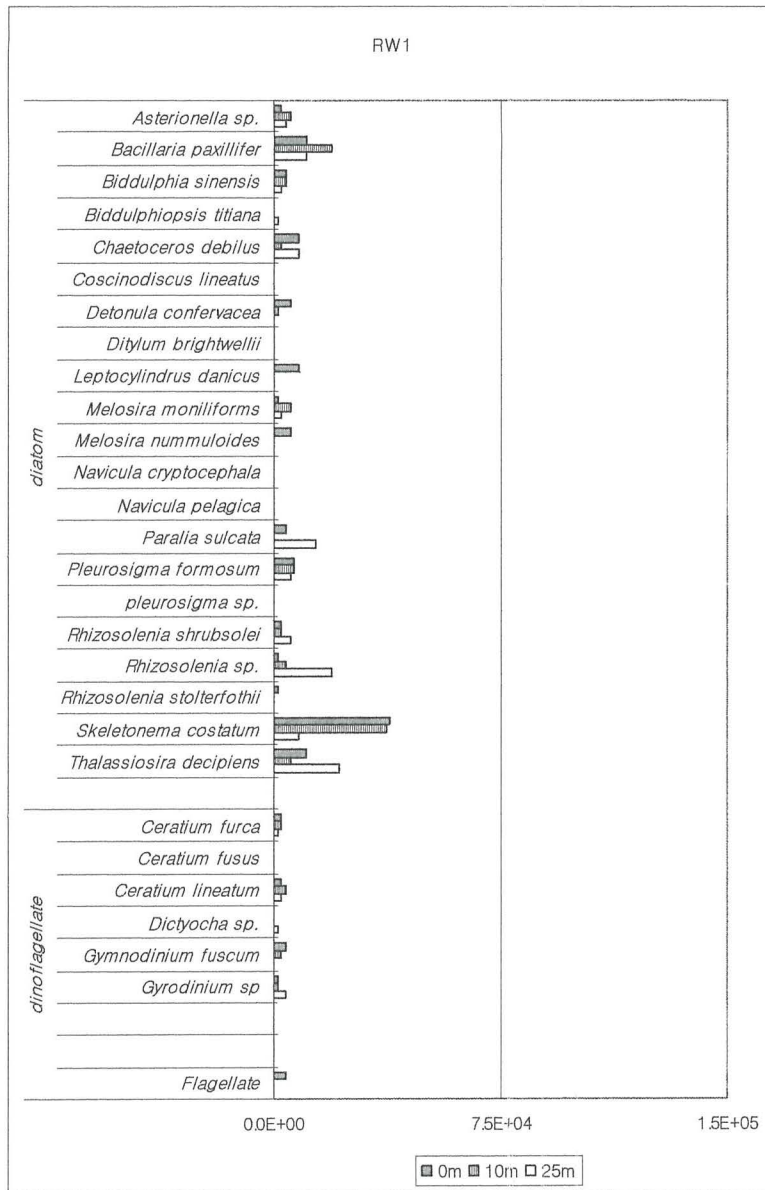 RW1
Asterionella sp.
Bacillaria paxillifer
Biddulphia sinensis
Biddulphiopsis titiana
Chaetoceros debilus
Coscinodiscus lineatus
Detonula confervacea
Ditylum brightwellii
Leptocylindrus danicus
Melosira moniliforms
Melosira nummuloides
Navicula cryptocephala
Navicula pelagica
Paralia sulcata
Pleurosigma formosum
pleurosigma sp.
Rhizosolenia shrubsolei
Rhizosolenia sp.
Rhizosolenia stolterfothii
Skeletonema costatum
Thalassiosira decipiens
diatom
Ceratium furca
Ceratium fusus
Ceratium lineatum
Dictyocha sp.
Gymnodinium fuscum
Gyrodinium sp
dinoflagellate
Flagellate
0.0E+00 7.5E+04 1.5E+05
0m 10m 25m